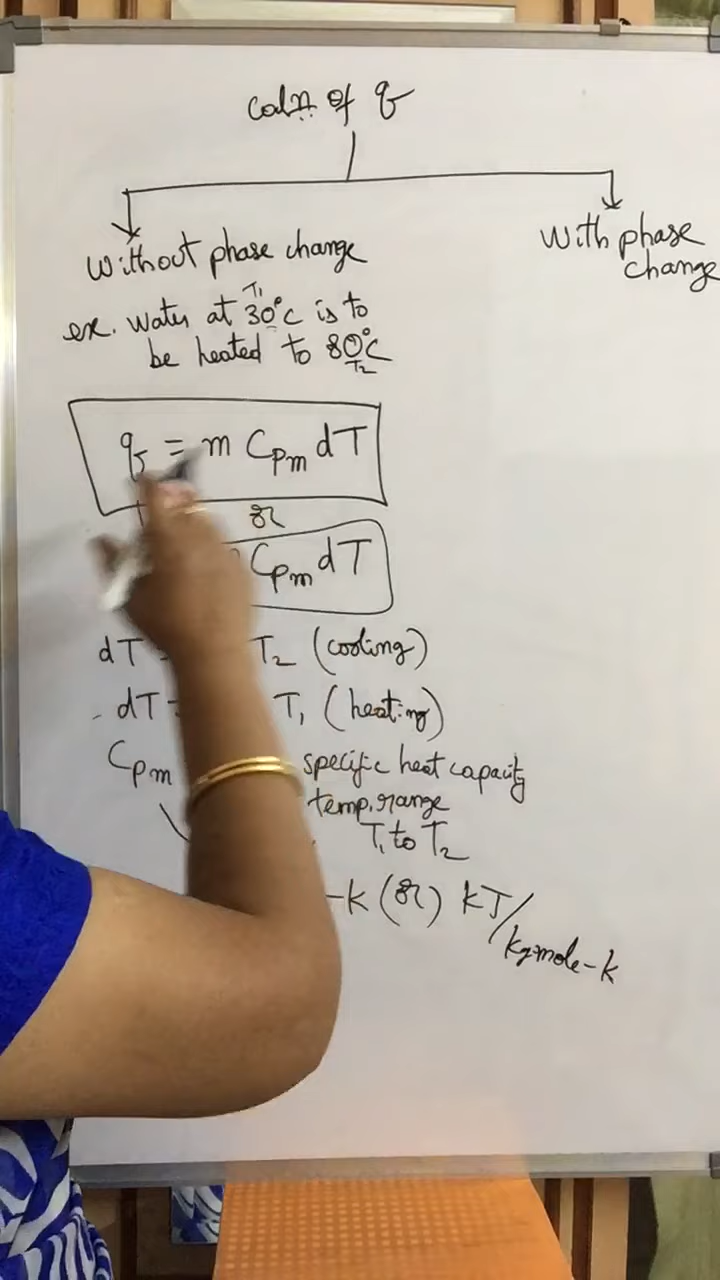 caln of q
Without phase change
With phase
change
T1
ex. water at 30°C is to
be heated to 80°C
T2
q = m Cpm dT
or
Cpm dT
dT T2 (cooling)
dT = T1 (heating)
Cpm specific heat capacity
temp. range
T1 to T2
-K (or) kJ/
kg-mole-K